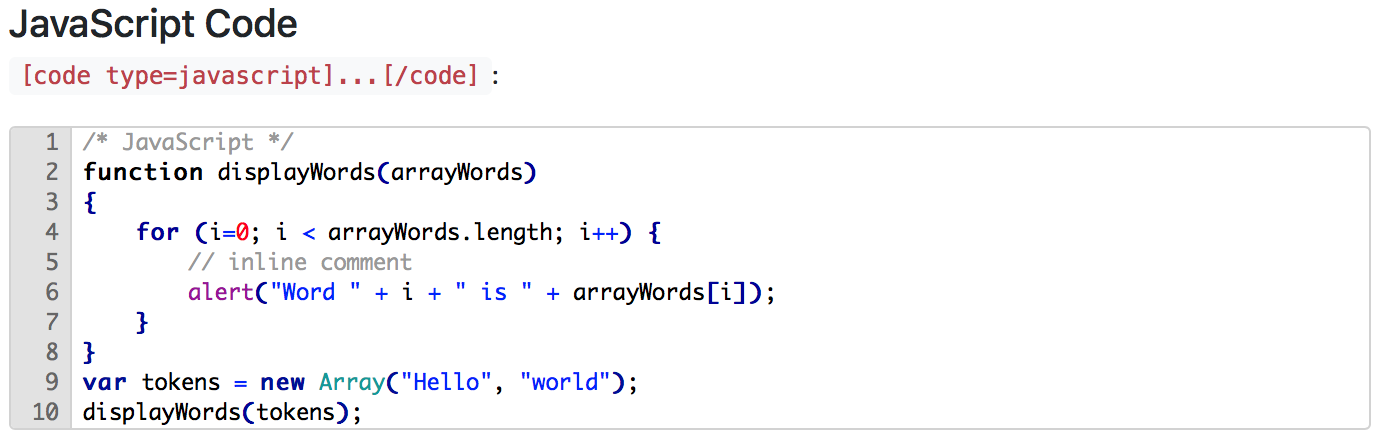 JavaScript Code
[code type=javascript]...[/code] :
1 /* JavaScript */
2 function displayWords(arrayWords)
3 {
4     for (i=0; i < arrayWords.length; i++) {
5         // inline comment
6         alert("Word " + i + " is " + arrayWords[i]);
7     }
8 }
9 var tokens = new Array("Hello", "world");
10 displayWords(tokens);